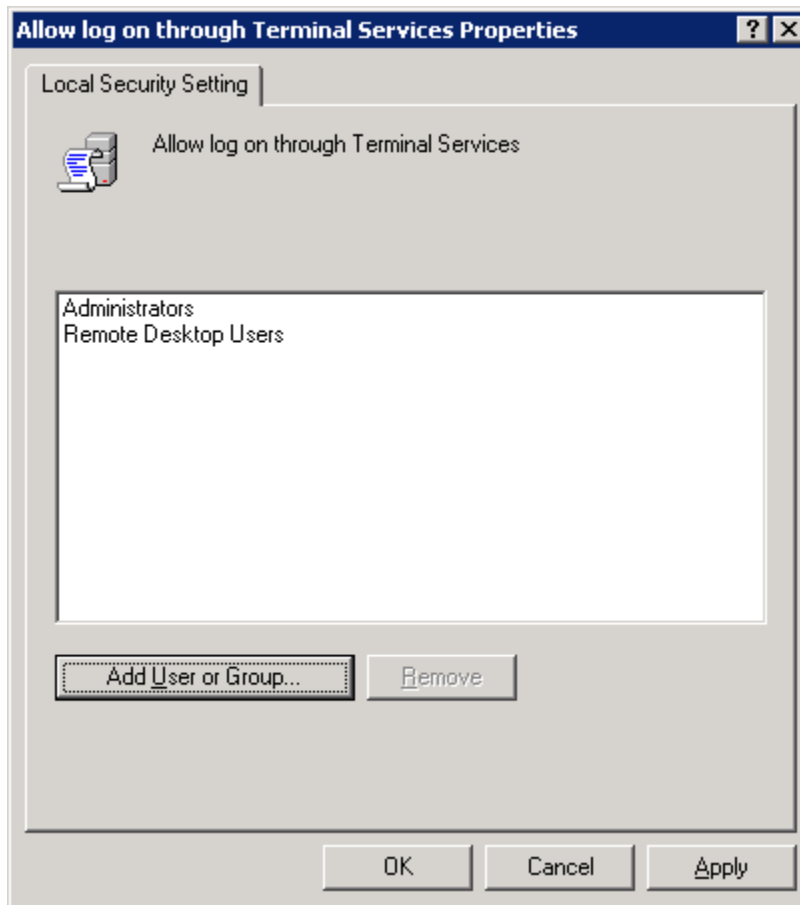 Allow log on through Terminal Services Properties
Local Security Setting
Allow log on through Terminal Services
Administrators
Remote Desktop Users
Add User or Group...
Remove
OK
Cancel
Apply